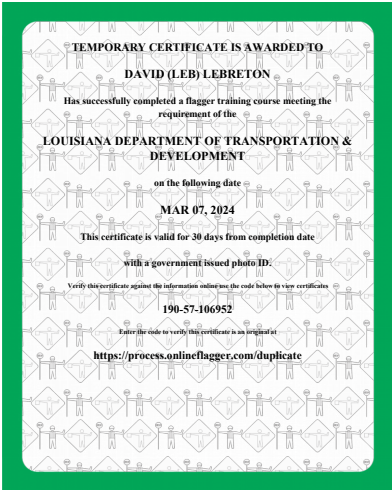 TEMPORARY CERTIFICATE IS AWARDED TO
DAVID (LEB) LEBRETON
Has successfully completed a flagger training course meeting the
requirement of the
LOUISIANA DEPARTMENT OF TRANSPORTATION &
DEVELOPMENT
on the following date
MAR 07, 2024
This certificate is valid for 30 days from completion date
with a government issued photo ID.
Verify this certificate against the information online use the code below to view certificates
190-57-106952
Enter the code to verify this certificate is an original at
https://process.onlineflagger.com/duplicate